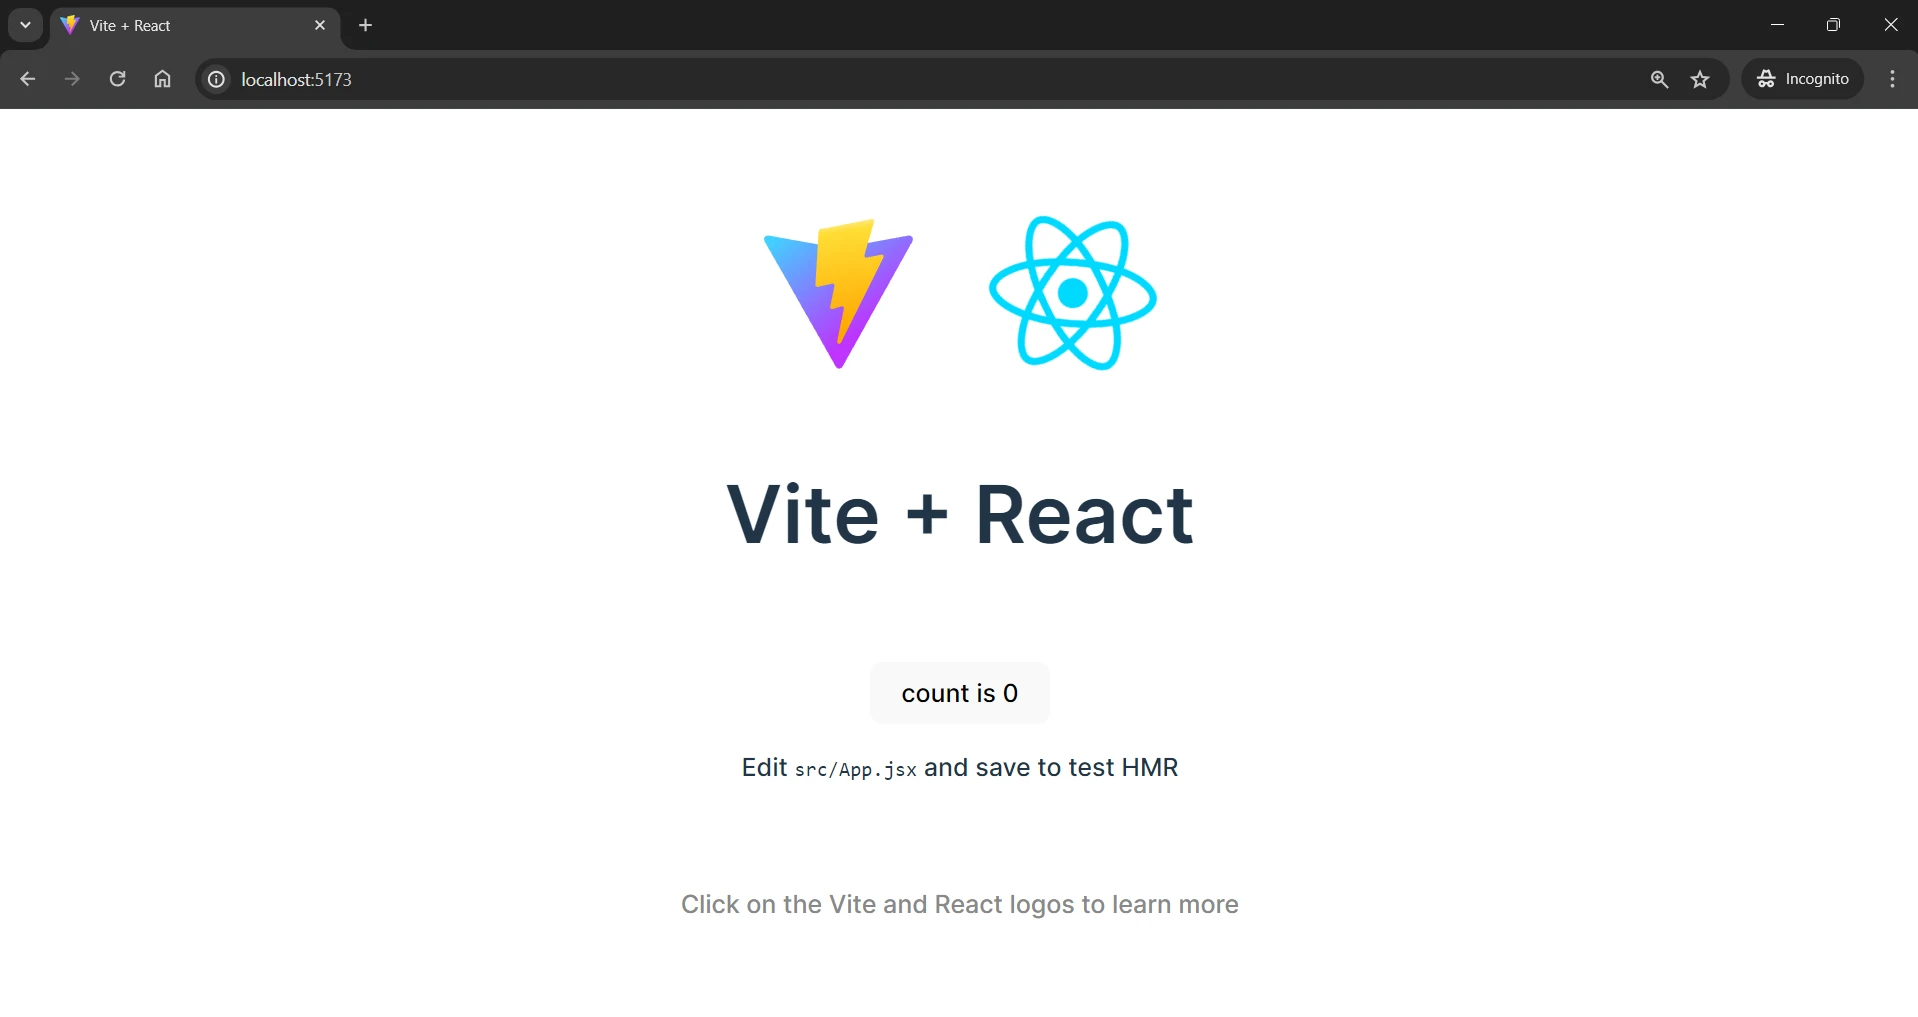 Vite + React
localhost:5173
Incognito
Vite + React
count is 0
Edit src/App.jsx and save to test HMR
Click on the Vite and React logos to learn more